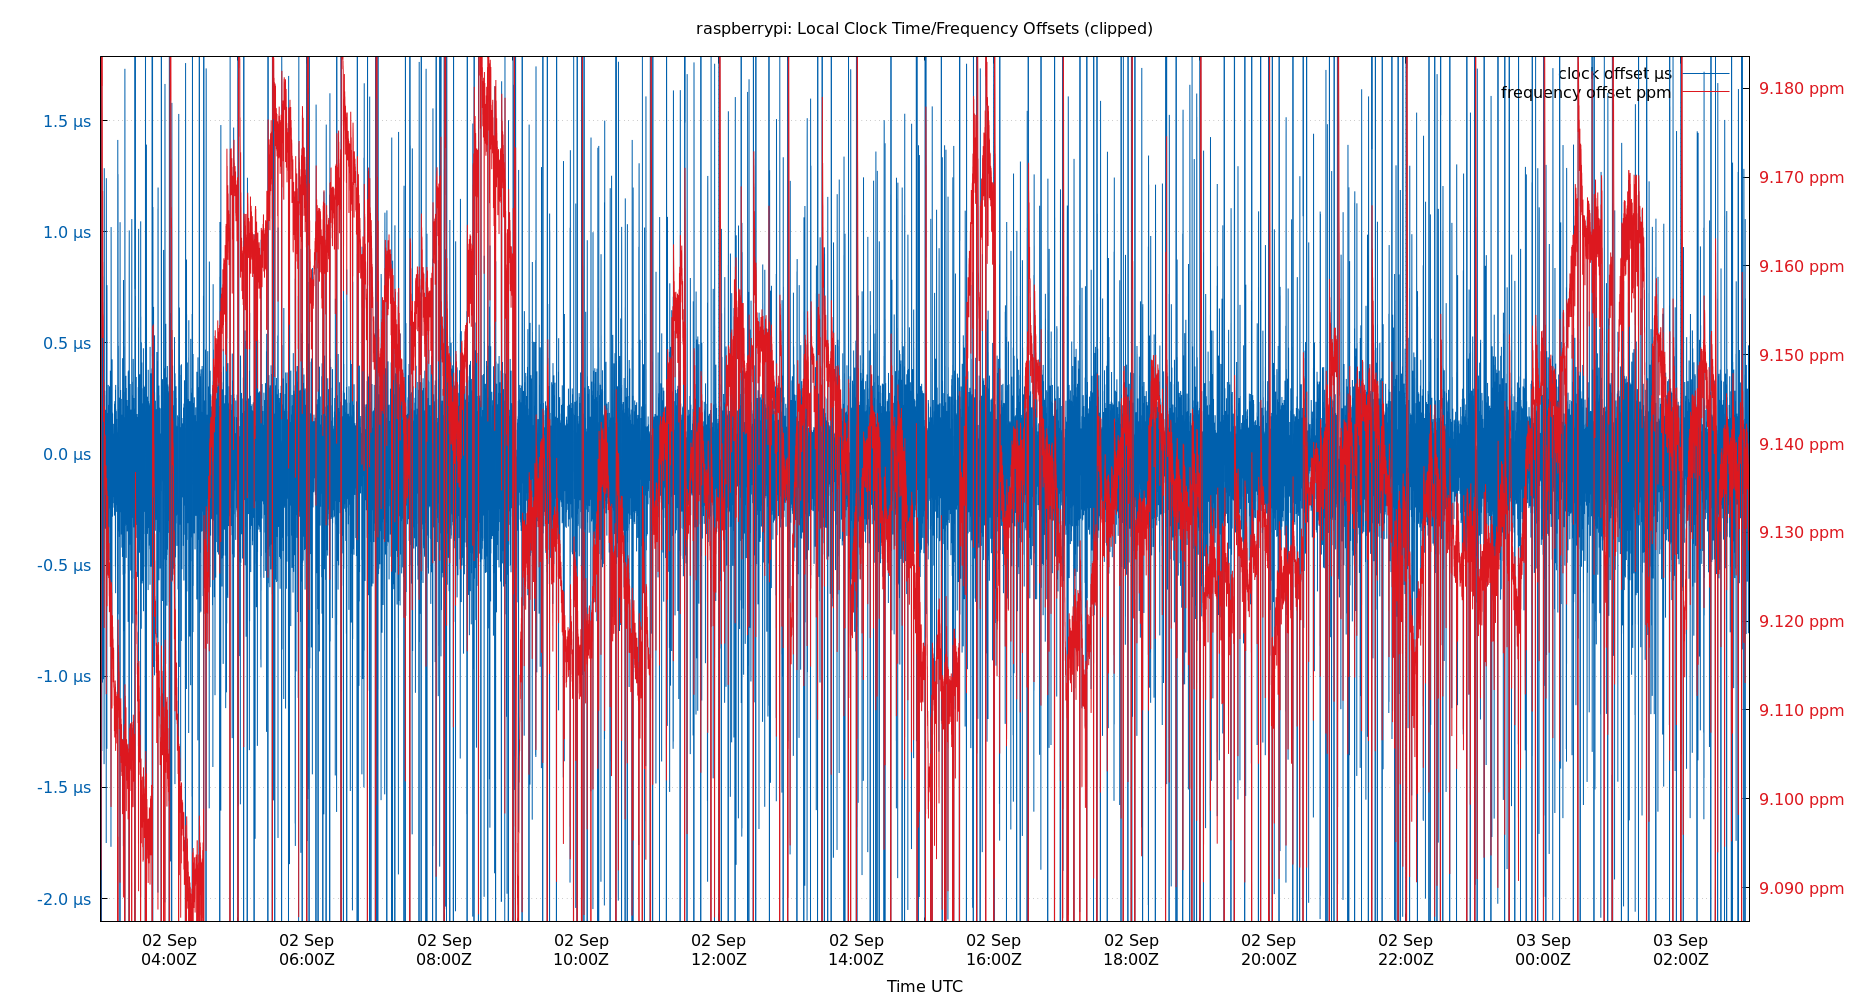 raspberrypi: Local Clock Time/Frequency Offsets (clipped)
clock offset μs
frequency offset ppm
1.5 μs
1.0 μs
0.5 μs
0.0 μs
-0.5 μs
-1.0 μs
-1.5 μs
-2.0 μs
9.180 ppm
9.170 ppm
9.160 ppm
9.150 ppm
9.140 ppm
9.130 ppm
9.120 ppm
9.110 ppm
9.100 ppm
9.090 ppm
02 Sep 02 Sep 02 Sep 02 Sep 02 Sep 02 Sep 02 Sep 02 Sep 02 Sep 02 Sep 03 Sep 03 Sep
04:00Z 06:00Z 08:00Z 10:00Z 12:00Z 14:00Z 16:00Z 18:00Z 20:00Z 22:00Z 00:00Z 02:00Z
Time UTC